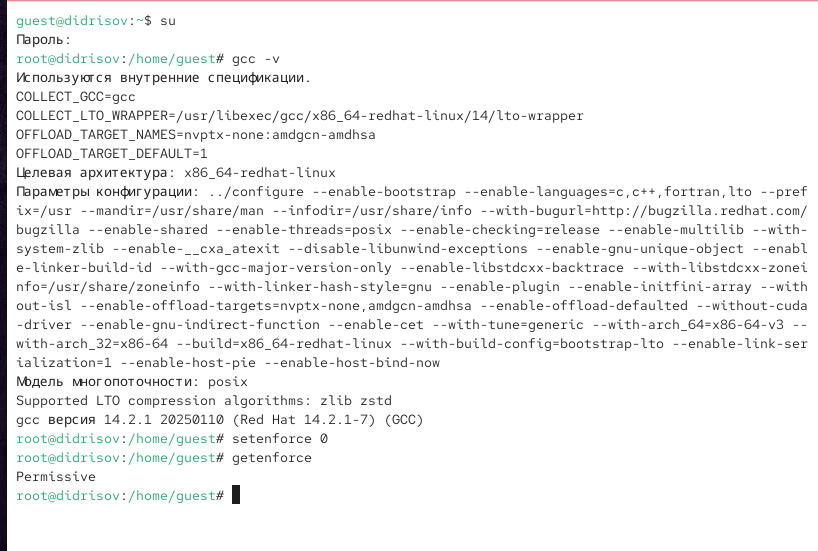 guest@didrisov:~$ su
Пароль:
root@didrisov:/home/guest# gcc -v
Используются внутренние спецификации.
COLLECT_GCC=gcc
COLLECT_LTO_WRAPPER=/usr/libexec/gcc/x86_64-redhat-linux/14/lto-wrapper
OFFLOAD_TARGET_NAMES=nvptx-none:amdgcn-amdhsa
OFFLOAD_TARGET_DEFAULT=1
Целевая архитектура: x86_64-redhat-linux
Параметры конфигурации: ../configure --enable-bootstrap --enable-languages=c,c++,fortran,lto --pref
ix=/usr --mandir=/usr/share/man --infodir=/usr/share/info --with-bugurl=http://bugzilla.redhat.com/
bugzilla --enable-shared --enable-threads=posix --enable-checking=release --enable-multilib --with-
system-zlib --enable-__cxa_atexit --disable-libunwind-exceptions --enable-gnu-unique-object --enabl
e-linker-build-id --with-gcc-major-version-only --enable-libstdcxx-backtrace --with-libstdcxx-zonei
nfo=/usr/share/zoneinfo --with-linker-hash-style=gnu --enable-plugin --enable-initfini-array --with
out-isl --enable-offload-targets=nvptx-none,amdgcn-amdhsa --enable-offload-defaulted --without-cuda
-driver --enable-gnu-indirect-function --enable-cet --with-tune=generic --with-arch_64=x86-64-v3 --
with-arch_32=x86-64 --build=x86_64-redhat-linux --with-build-config=bootstrap-lto --enable-link-ser
ialization=1 --enable-host-pie --enable-host-bind-now
Модель многопоточности: posix
Supported LTO compression algorithms: zlib zstd
gcc версия 14.2.1 20250110 (Red Hat 14.2.1-7) (GCC)
root@didrisov:/home/guest# setenforce 0
root@didrisov:/home/guest# getenforce
Permissive
root@didrisov:/home/guest#